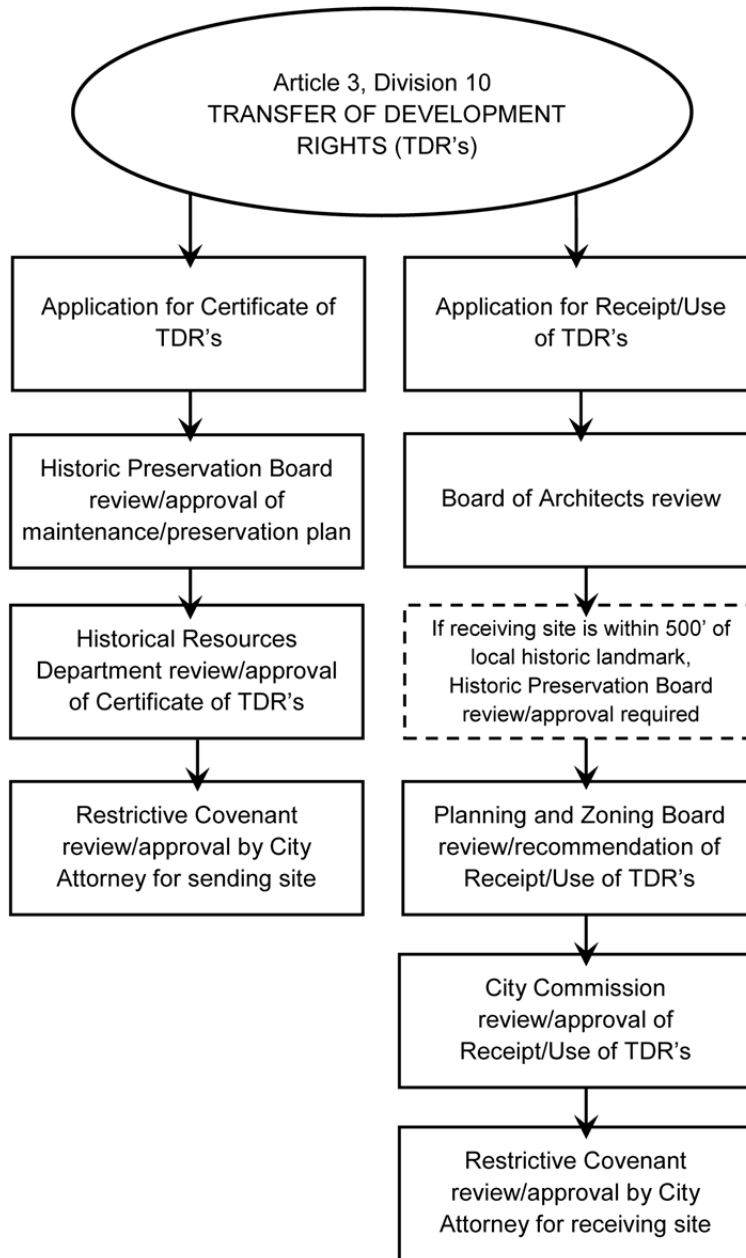 Article 3, Division 10
TRANSFER OF DEVELOPMENT
RIGHTS (TDR's)
Application for Certificate of
TDR's
Historic Preservation Board
review/approval of
maintenance/preservation plan
Historical Resources
Department review/approval
of Certificate of TDR's
Restrictive Covenant
review/approval by City
Attorney for sending site
Application for Receipt/Use
of TDR's
Board of Architects review
If receiving site is within 500' of
local historic landmark,
Historic Preservation Board
review/approval required
Planning and Zoning Board
review/recommendation of
Receipt/Use of TDR's
City Commission
review/approval of
Receipt/Use of TDR's
Restrictive Covenant
review/approval by City
Attorney for receiving site